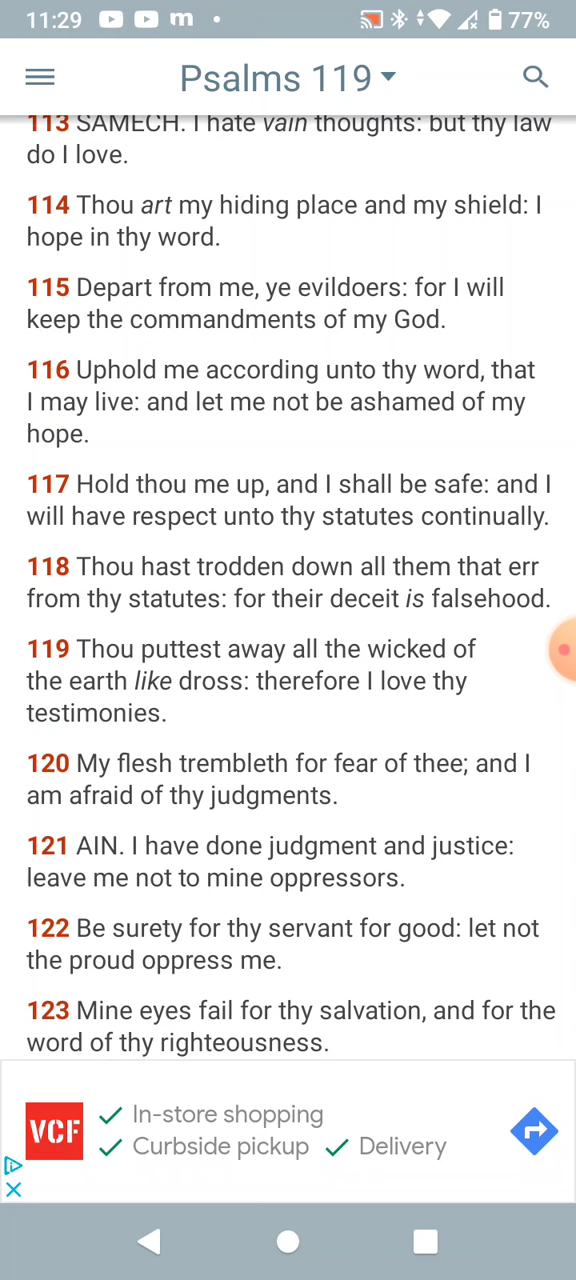 11:29 m 77%
Psalms 119
113 SAMECH. I hate vain thoughts: but thy law
do I love.
114 Thou art my hiding place and my shield: I
hope in thy word.
115 Depart from me, ye evildoers: for I will
keep the commandments of my God.
116 Uphold me according unto thy word, that
I may live: and let me not be ashamed of my
hope.
117 Hold thou me up, and I shall be safe: and I
will have respect unto thy statutes continually.
118 Thou hast trodden down all them that err
from thy statutes: for their deceit is falsehood.
119 Thou puttest away all the wicked of
the earth like dross: therefore I love thy
testimonies.
120 My flesh trembleth for fear of thee; and I
am afraid of thy judgments.
121 AIN. I have done judgment and justice:
leave me not to mine oppressors.
122 Be surety for thy servant for good: let not
the proud oppress me.
123 Mine eyes fail for thy salvation, and for the
word of thy righteousness.
VCF
In-store shopping
Curbside pickup Delivery